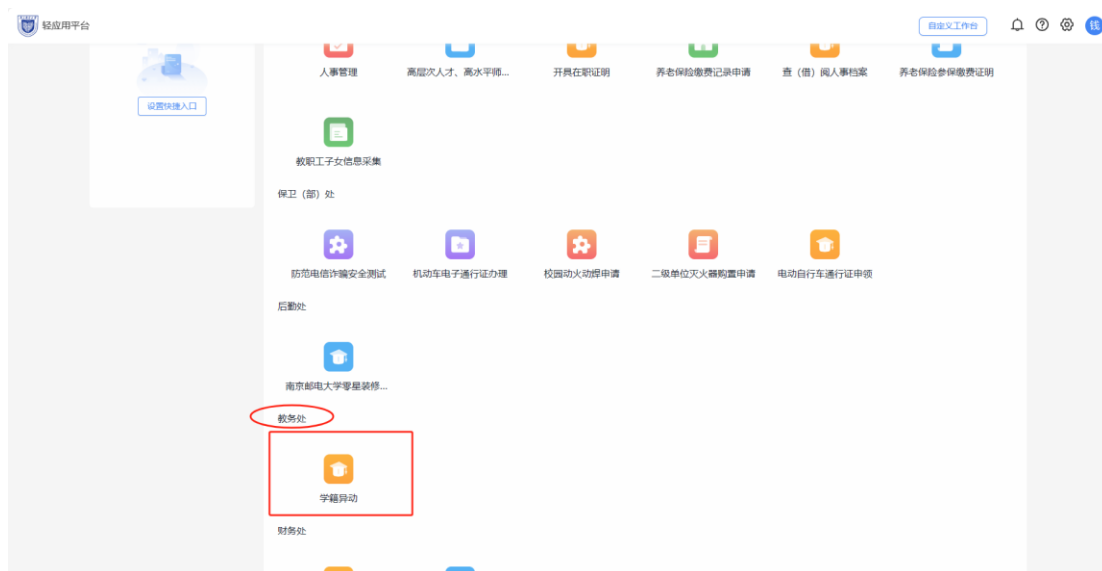 轻应用平台
自定义工作台
钱
设置快捷入口
人事管理
高层次人才、高水平师...
开具在职证明
养老保险缴费记录申请
查（借）阅人事档案
养老保险参保缴费证明
教职工子女信息采集
保卫（部）处
防范电信诈骗安全测试
机动车电子通行证办理
校园动火动焊申请
二级单位灭火器购置申请
电动自行车通行证申领
后勤处
南京邮电大学零星装修...
教务处
学籍异动
财务处